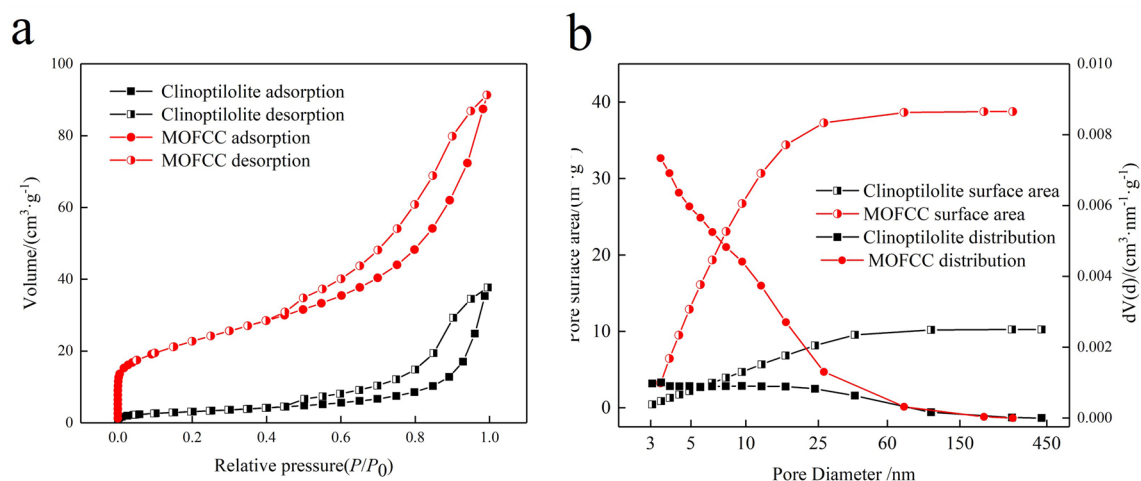 a
100
80
60
40
20
0
Volume/(cm³·g⁻¹)
Clinoptilolite adsorption
Clinoptilolite desorption
MOFCC adsorption
MOFCC desorption
0.0 0.2 0.4 0.6 0.8 1.0
Relative pressure(P/P₀)
b
40
30
20
10
0
surface area/(
Clinoptilolite surface area
MOFCC surface area
Clinoptilolite distribution
MOFCC distribution
0.010
0.008
0.006
0.004
0.002
0.000
dV(d)/(cm³·nm⁻¹·g⁻¹)
3 5 10 25 60 150 450
Pore Diameter /nm